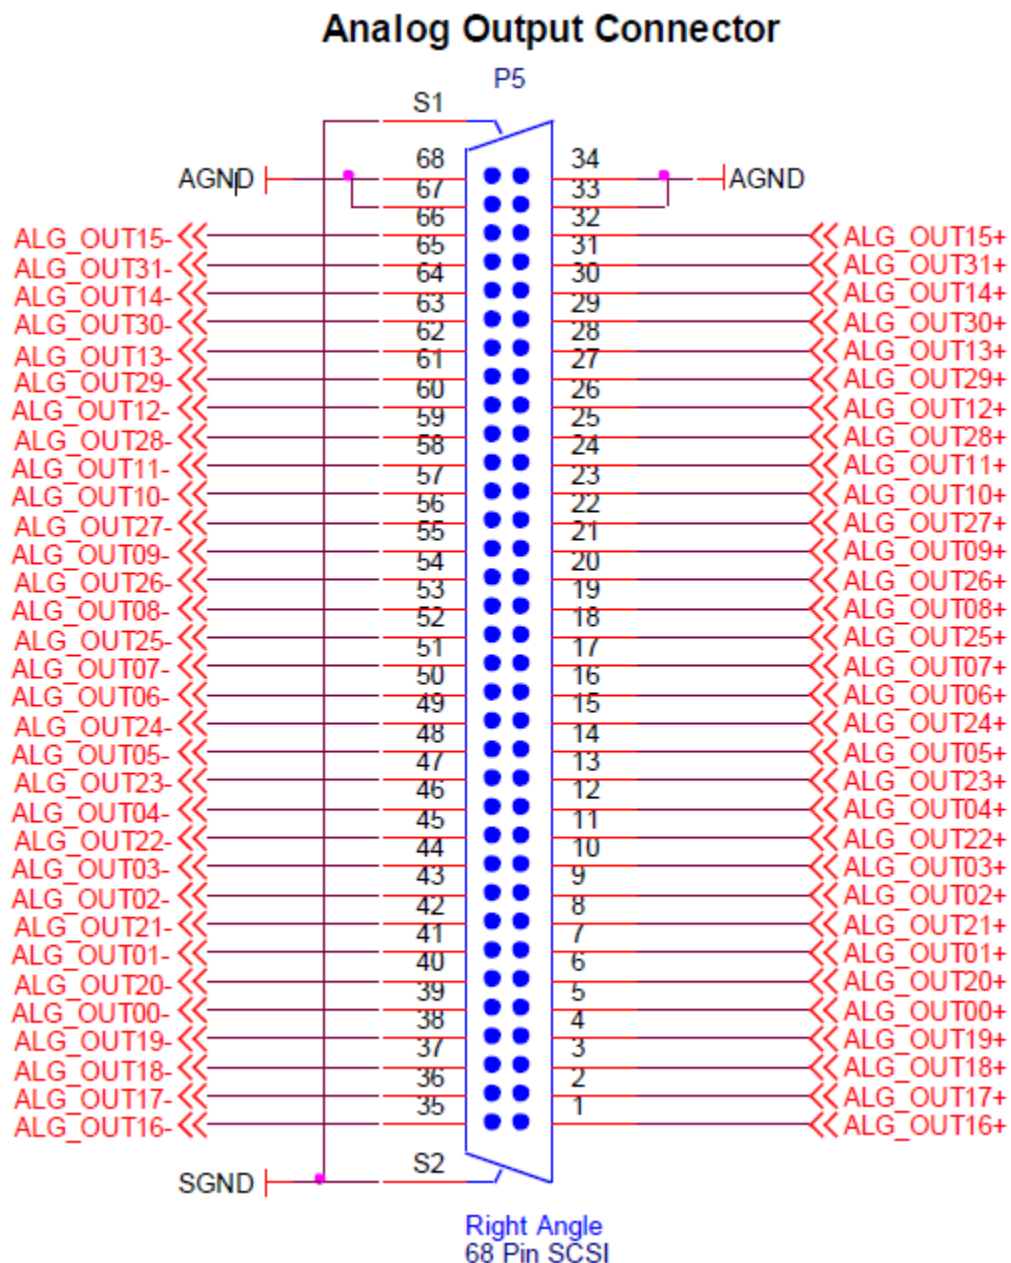 Analog Output Connector
P5
S1
AGND 68 34 AGND
67 33
ALG_OUT15- 66 32 ALG_OUT15+
ALG_OUT31- 65 31 ALG_OUT31+
ALG_OUT14- 64 30 ALG_OUT14+
ALG_OUT30- 63 29 ALG_OUT30+
ALG_OUT13- 62 28 ALG_OUT13+
ALG_OUT29- 61 27 ALG_OUT29+
ALG_OUT12- 60 26 ALG_OUT12+
ALG_OUT28- 59 25 ALG_OUT28+
ALG_OUT11- 58 24 ALG_OUT11+
ALG_OUT10- 57 23 ALG_OUT10+
ALG_OUT27- 56 22 ALG_OUT27+
ALG_OUT09- 55 21 ALG_OUT09+
ALG_OUT26- 54 20 ALG_OUT26+
ALG_OUT08- 53 19 ALG_OUT08+
ALG_OUT25- 52 18 ALG_OUT25+
ALG_OUT07- 51 17 ALG_OUT07+
ALG_OUT06- 50 16 ALG_OUT06+
ALG_OUT24- 49 15 ALG_OUT24+
ALG_OUT05- 48 14 ALG_OUT05+
ALG_OUT23- 47 13 ALG_OUT23+
ALG_OUT04- 46 12 ALG_OUT04+
ALG_OUT22- 45 11 ALG_OUT22+
ALG_OUT03- 44 10 ALG_OUT03+
ALG_OUT02- 43 9 ALG_OUT02+
ALG_OUT21- 42 8 ALG_OUT21+
ALG_OUT01- 41 7 ALG_OUT01+
ALG_OUT20- 40 6 ALG_OUT20+
ALG_OUT00- 39 5 ALG_OUT00+
ALG_OUT19- 38 4 ALG_OUT19+
ALG_OUT18- 37 3 ALG_OUT18+
ALG_OUT17- 36 2 ALG_OUT17+
ALG_OUT16- 35 1 ALG_OUT16+
SGND S2
Right Angle
68 Pin SCSI